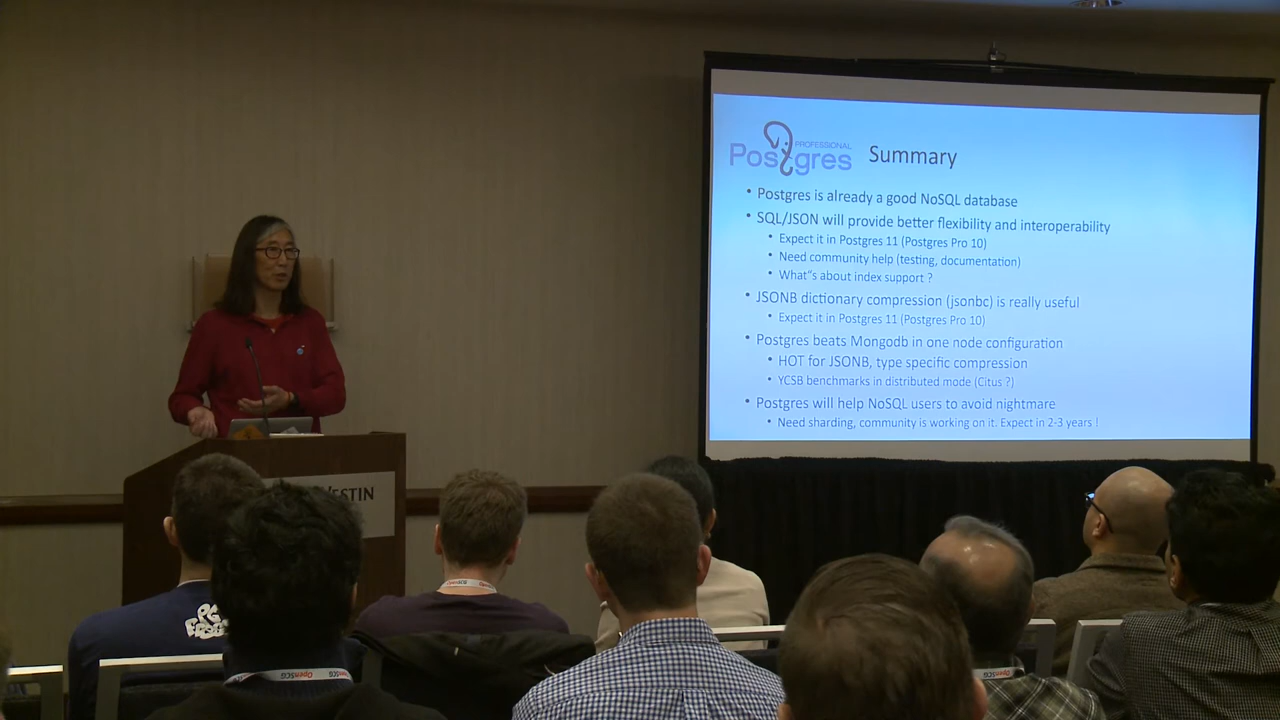 PROFESSIONAL
Postgres
Summary
• Postgres is already a good NoSQL database
• SQL/JSON will provide better flexibility and interoperability
• Expect it in Postgres 11 (Postgres Pro 10)
• Need community help (testing, documentation)
• What"s about index support ?
• JSONB dictionary compression (jsonbc) is really useful
• Expect it in Postgres 11 (Postgres Pro 10)
• Postgres beats Mongodb in one node configuration
• HOT for JSONB, type specific compression
• YCSB benchmarks in distributed mode (Citus ?)
• Postgres will help NoSQL users to avoid nightmare
• Need sharding, community is working on it. Expect in 2-3 years !
WESTIN
OpenSCG
OpenSCG
OpenSCG